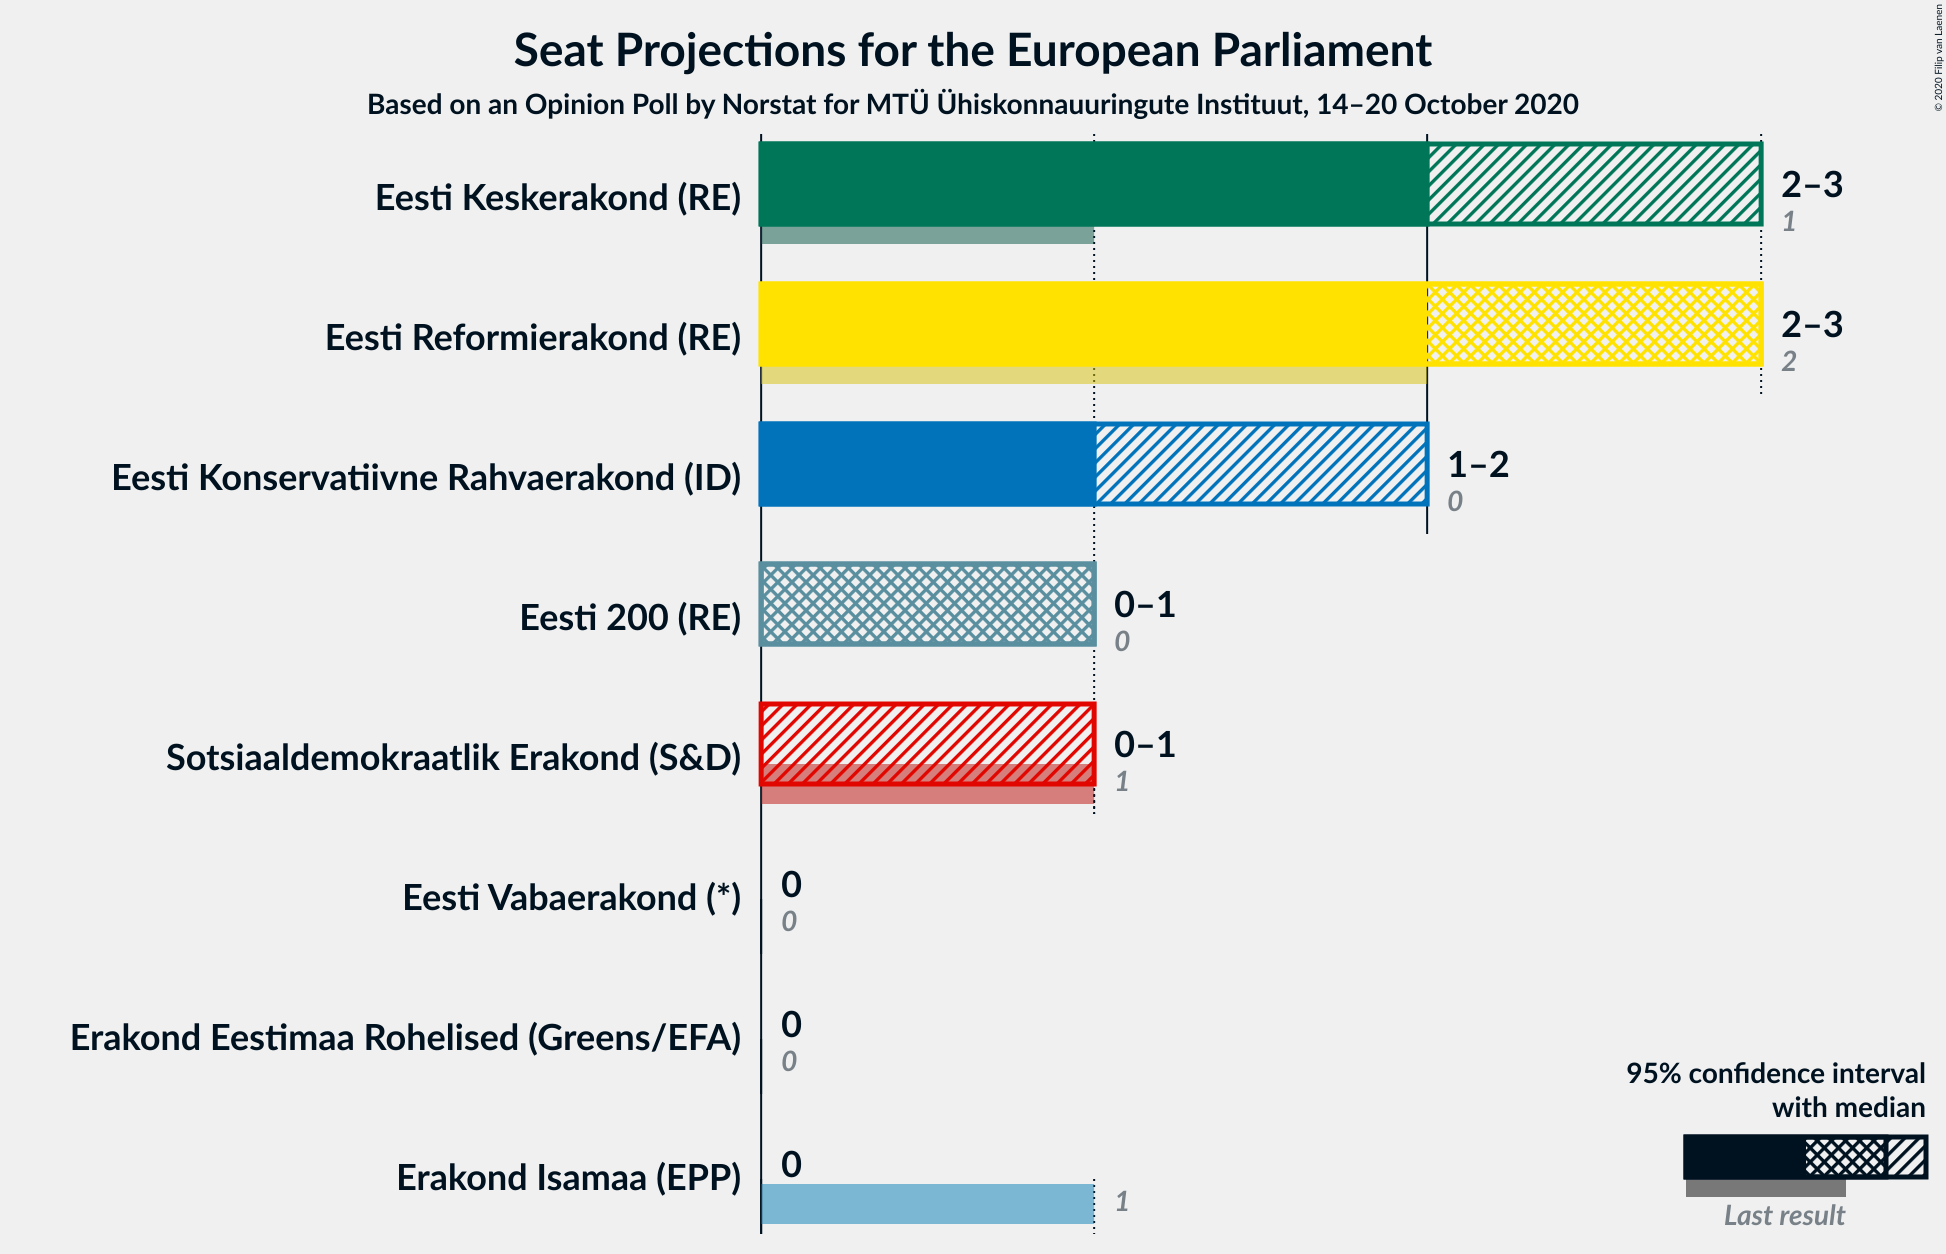 Seat Projections for the European Parliament
Based on an Opinion Poll by Norstat for MTÜ Ühiskonnauuringute Instituut, 14–20 October 2020
© 2020 Filip van Laenen
Eesti Keskerakond (RE)
2–3
1
Eesti Reformierakond (RE)
2–3
2
Eesti Konservatiivne Rahvaerakond (ID)
1–2
0
Eesti 200 (RE)
0–1
0
Sotsiaaldemokraatlik Erakond (S&D)
0–1
1
Eesti Vabaerakond (*)
0
0
Erakond Eestimaa Rohelised (Greens/EFA)
0
0
Erakond Isamaa (EPP)
0
1
95% confidence interval
with median
Last result